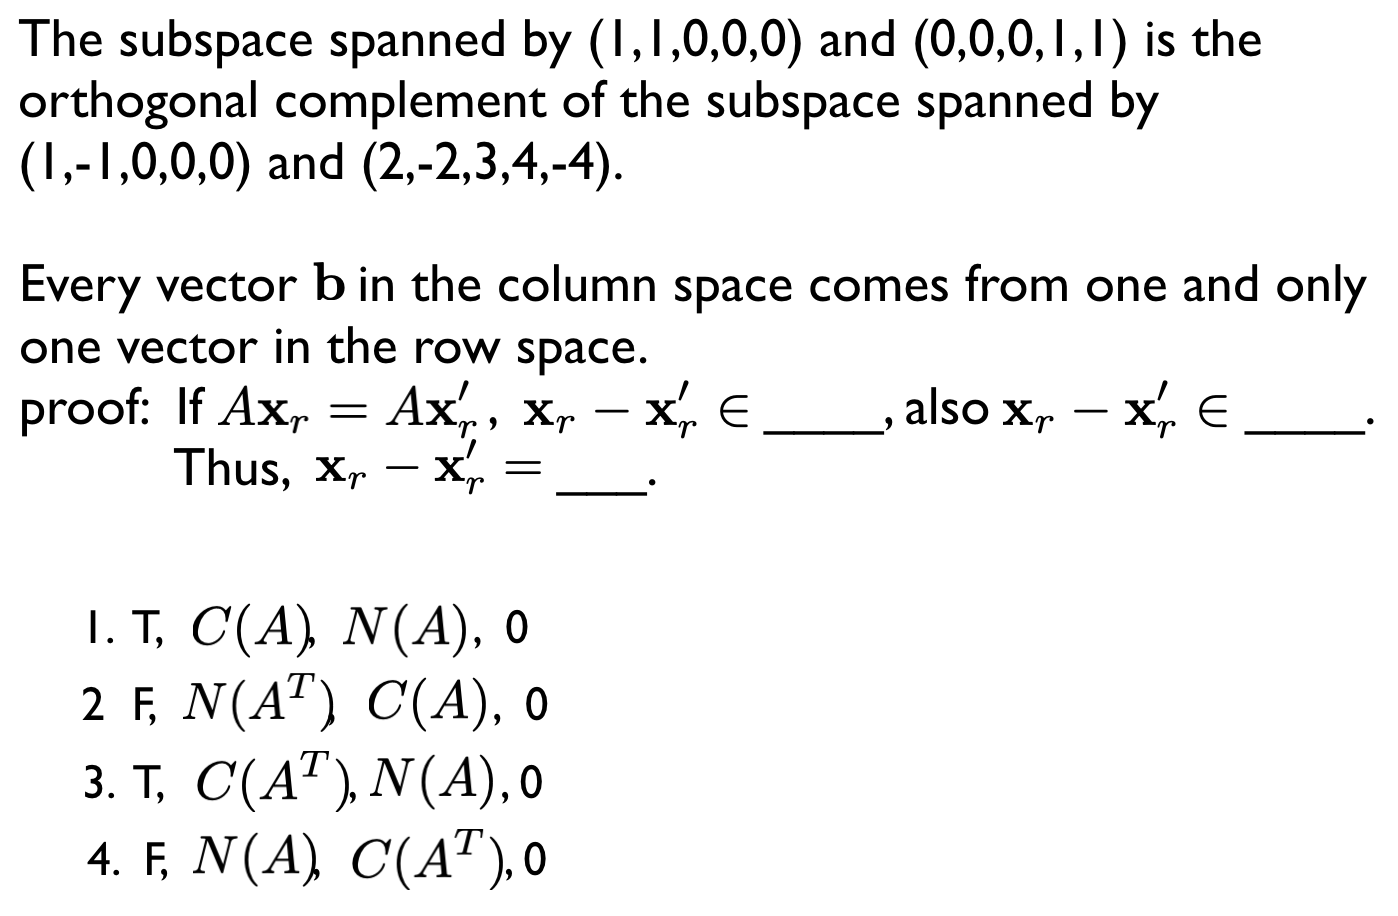 The subspace spanned by (1,1,0,0,0) and (0,0,0,1,1) is the
orthogonal complement of the subspace spanned by
(1,-1,0,0,0) and (2,-2,3,4,-4).
Every vector b in the column space comes from one and only
one vector in the row space.
proof: If $A\mathbf{x}_r = A\mathbf{x}'_r$, $\mathbf{x}_r - \mathbf{x}'_r \in$ ____, also $\mathbf{x}_r - \mathbf{x}'_r \in$ ____.
Thus, $\mathbf{x}_r - \mathbf{x}'_r =$ ___.
1. T, $C(A)$, $N(A)$, 0
2 F, $N(A^T)$, $C(A)$, 0
3. T, $C(A^T)$, $N(A)$, 0
4. F, $N(A)$, $C(A^T)$, 0